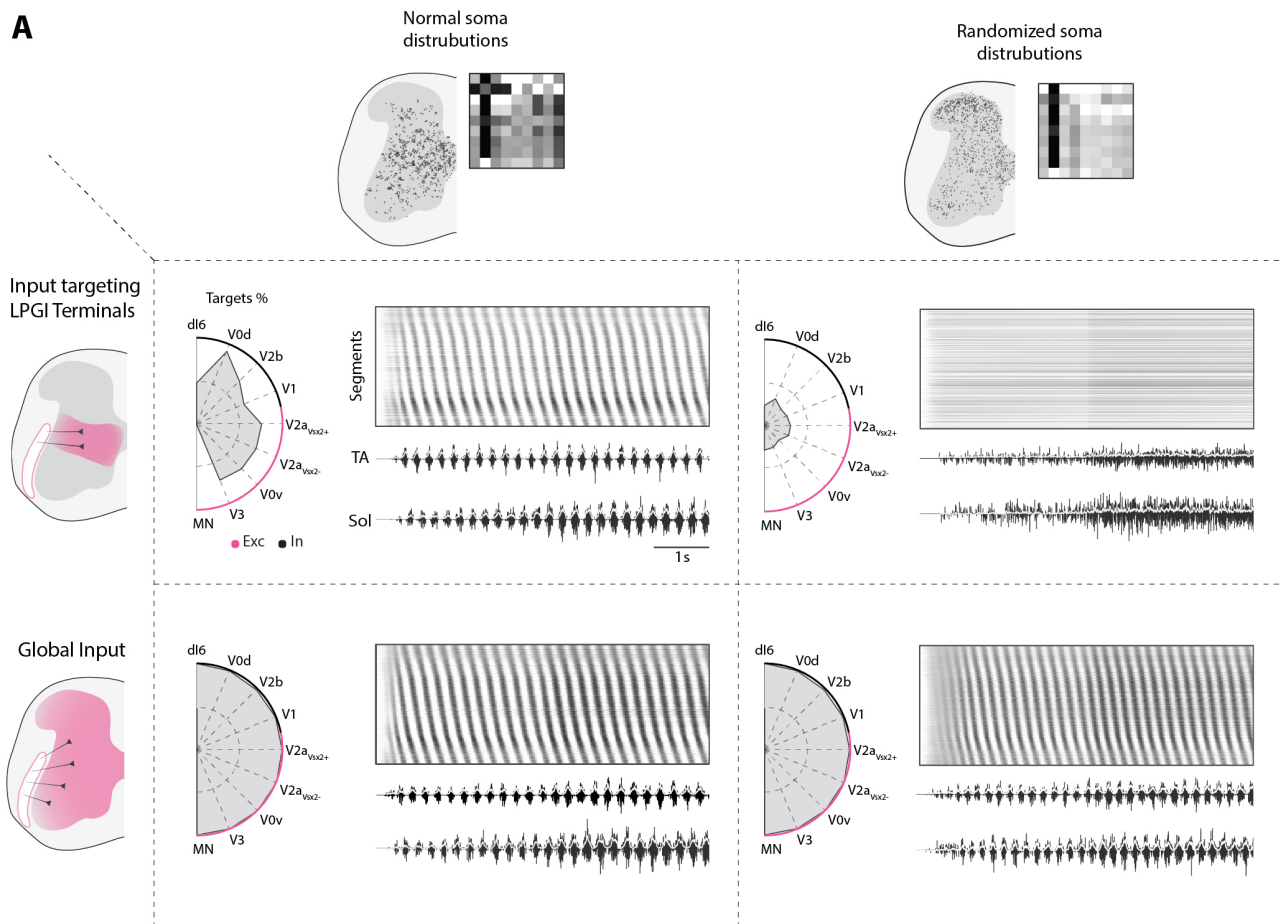 A
Normal soma
distrubutions
Randomized soma
distrubutions
Input targeting
LPGI Terminals
Targets %
dI6
V0d
V2b
V1
V2aVsx2+
V2aVsx2-
V0v
V3
MN
Exc In
Segments
TA
Sol
1s
dI6
V0d
V2b
V1
V2aVsx2+
V2aVsx2-
V0v
V3
MN
Global Input
dI6
V0d
V2b
V1
V2aVsx2+
V2aVsx2-
V0v
V3
MN
dI6
V0d
V2b
V1
V2aVsx2+
V2aVsx2-
V0v
V3
MN